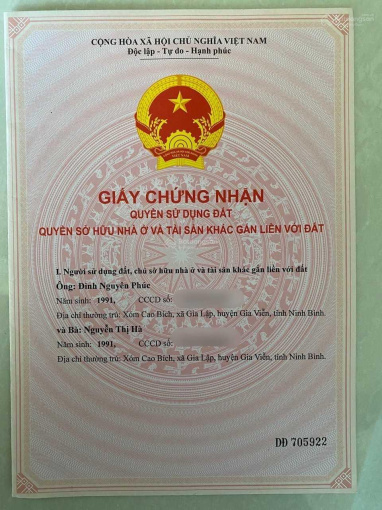 CỘNG HÒA XÃ HỘI CHỦ NGHĨA VIỆT NAM
Độc lập - Tự do - Hạnh phúc
GIẤY CHỨNG NHẬN
QUYỀN SỬ DỤNG ĐẤT
QUYỀN SỞ HỮU NHÀ Ở VÀ TÀI SẢN KHÁC GẮN LIỀN VỚI ĐẤT
I. Người sử dụng đất, chủ sở hữu nhà ở và tài sản khác gắn liền với đất
Ông: Đinh Nguyên Phúc
Năm sinh: 1991, CCCD số:
Địa chỉ thường trú: Xóm Cao Bích, xã Gia Lập, huyện Gia Viễn, tỉnh Ninh Bình.
và Bà: Nguyễn Thị Hà
Năm sinh: 1991, CCCD số:
Địa chỉ thường trú: Xóm Cao Bích, xã Gia Lập, huyện Gia Viễn, tỉnh Ninh Bình.
DĐ 705922